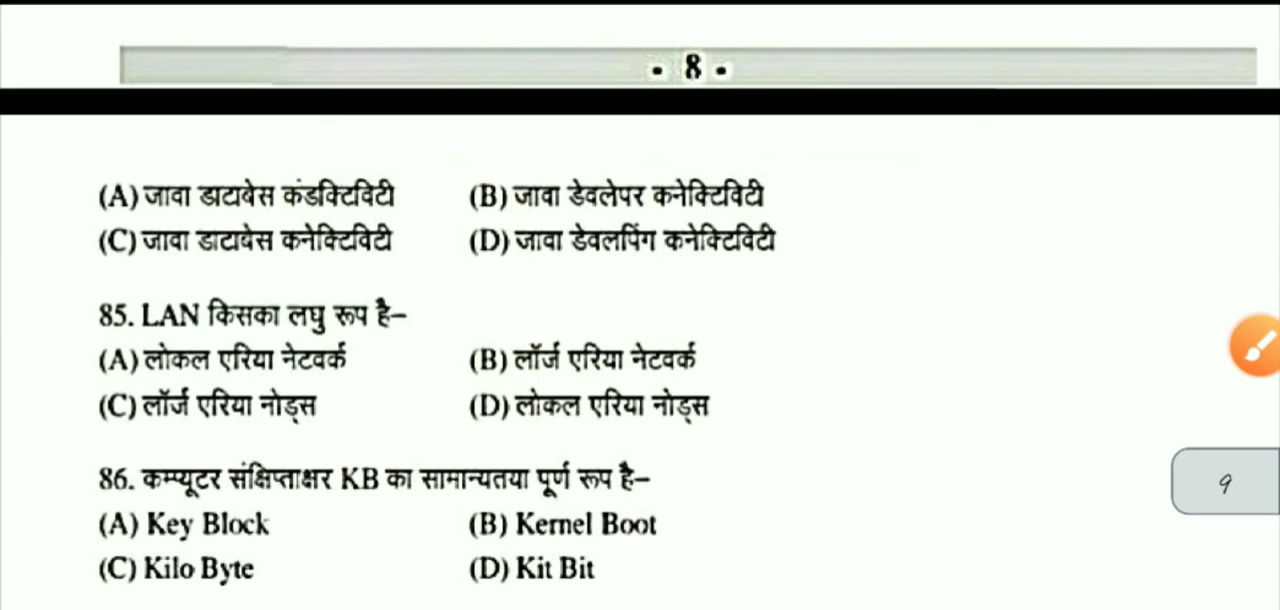 - 8 -
(A) जावा डाटाबेस कंडक्टिविटी (B) जावा डेवलेपर कनेक्टिविटी
(C) जावा डाटाबेस कनेक्टिविटी (D) जावा डेवलपिंग कनेक्टिविटी
85. LAN किसका लघु रूप है–
(A) लोकल एरिया नेटवर्क (B) लॉर्ज एरिया नेटवर्क
(C) लॉर्ज एरिया नोड्स (D) लोकल एरिया नोड्स
86. कम्प्यूटर संक्षिप्ताक्षर KB का सामान्यतया पूर्ण रूप है–
(A) Key Block (B) Kernel Boot
(C) Kilo Byte (D) Kit Bit
9